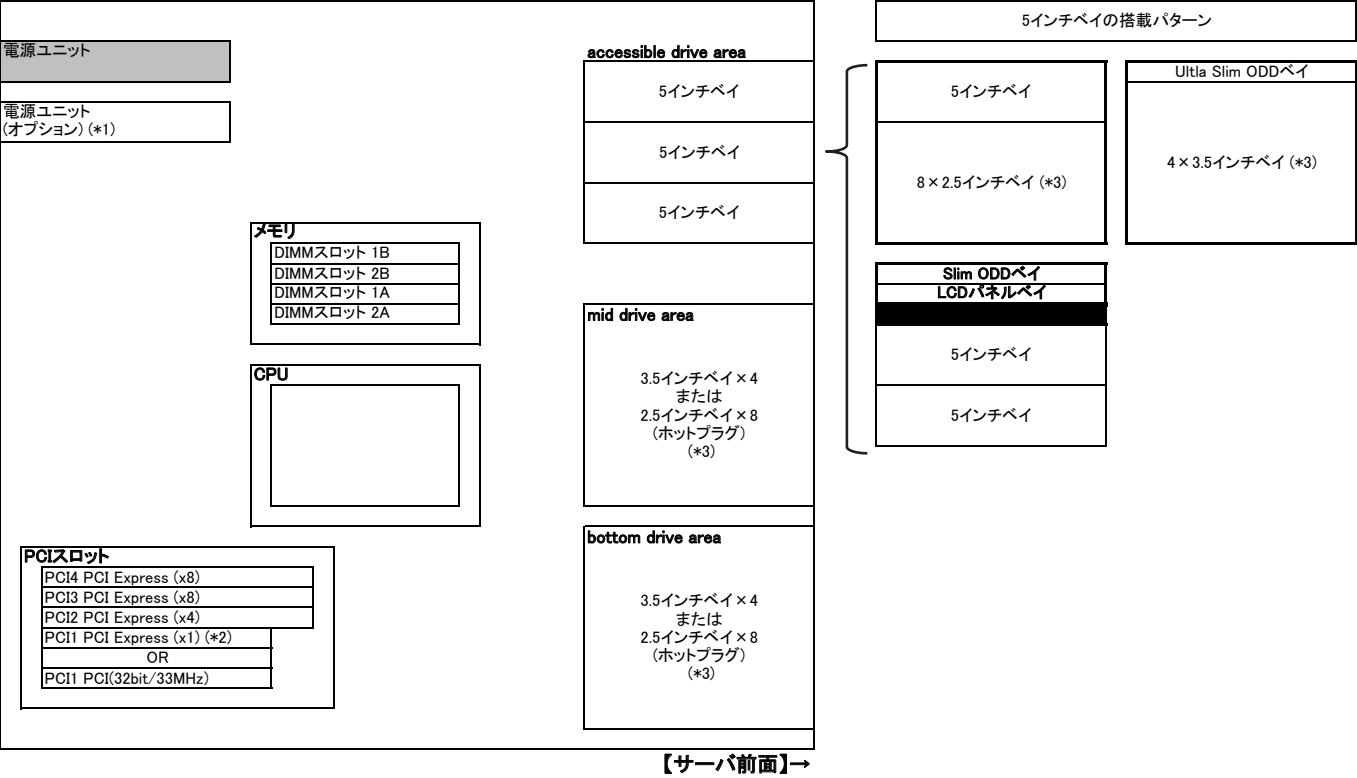 電源ユニット
電源ユニット
(オプション) (*1)
メモリ
DIMMスロット 1B
DIMMスロット 2B
DIMMスロット 1A
DIMMスロット 2A
CPU
PCIスロット
PCI4 PCI Express (x8)
PCI3 PCI Express (x8)
PCI2 PCI Express (x4)
PCI1 PCI Express (x1) (*2)
OR
PCI1 PCI(32bit/33MHz)
accessible drive area
5インチベイ
5インチベイ
5インチベイ
mid drive area
3.5インチベイ×4
または
2.5インチベイ×8
(ホットプラグ)
(*3)
bottom drive area
3.5インチベイ×4
または
2.5インチベイ×8
(ホットプラグ)
(*3)
【サーバ前面】→
5インチベイの搭載パターン
5インチベイ
8×2.5インチベイ (*3)
Ultla Slim ODDベイ
4×3.5インチベイ (*3)
Slim ODDベイ
LCDパネルベイ
5インチベイ
5インチベイ